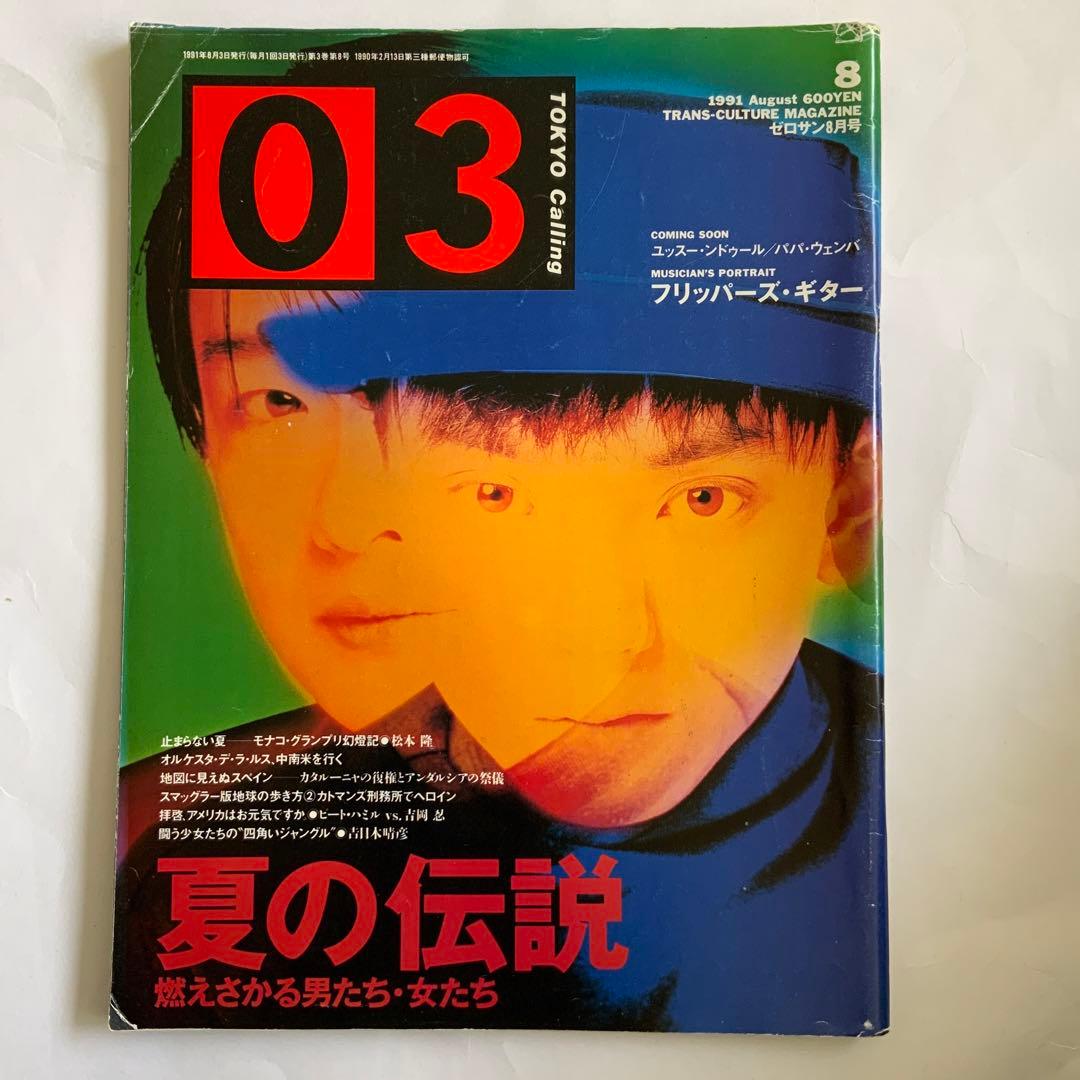 1991年8月3日発行(毎月1回3日発行)第3巻第8号 1990年2月13日第三種郵便物認可
03
TOKYO Calling
8
1991 August 600YEN
TRANS-CULTURE MAGAZINE
ゼロサン8月号
COMING SOON
ユッスー・ンドゥール/パパ・ウェンバ
MUSICIAN'S PORTRAIT
フリッパーズ・ギター
止まらない夏——モナコ・グランプリ幻燈記●松本 隆
オルケスタ・デ・ラ・ルス、中南米を行く
地図に見えぬスペイン——カタルーニャの復権とアンダルシアの祭儀
スマッグラー版地球の歩き方②カトマンズ刑務所でヘロイン
拝啓、アメリカはお元気ですか。●ピート・ハミル vs. 吉岡 忍
闘う少女たちの"四角いジャングル"●吉目木晴彦
夏の伝説
燃えさかる男たち・女たち